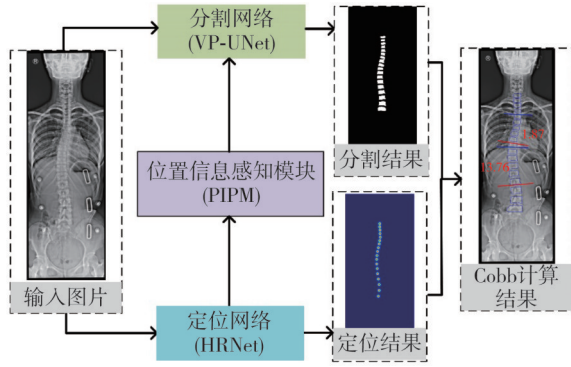 分割网络
(VP-UNet)
分割结果
位置信息感知模块
(PIPM)
输入图片
定位网络
(HRNet)
定位结果
Cobb计算
结果